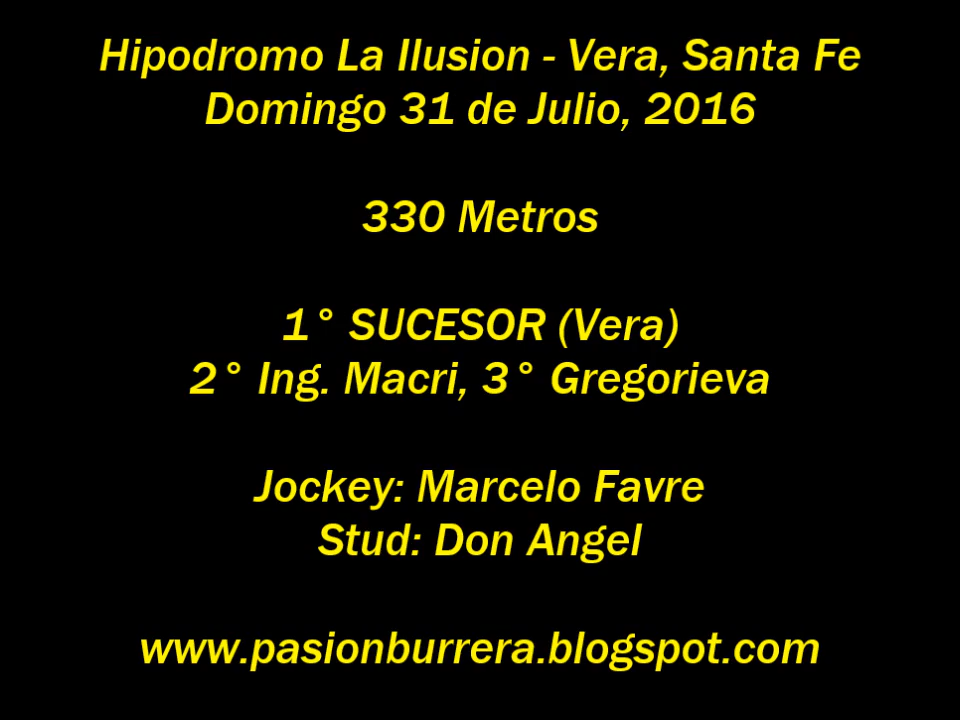 Hipodromo La Ilusion - Vera, Santa Fe
Domingo 31 de Julio, 2016
330 Metros
1° SUCESOR (Vera)
2° Ing. Macri, 3° Gregorieva
Jockey: Marcelo Favre
Stud: Don Angel
www.pasionburrera.blogspot.com